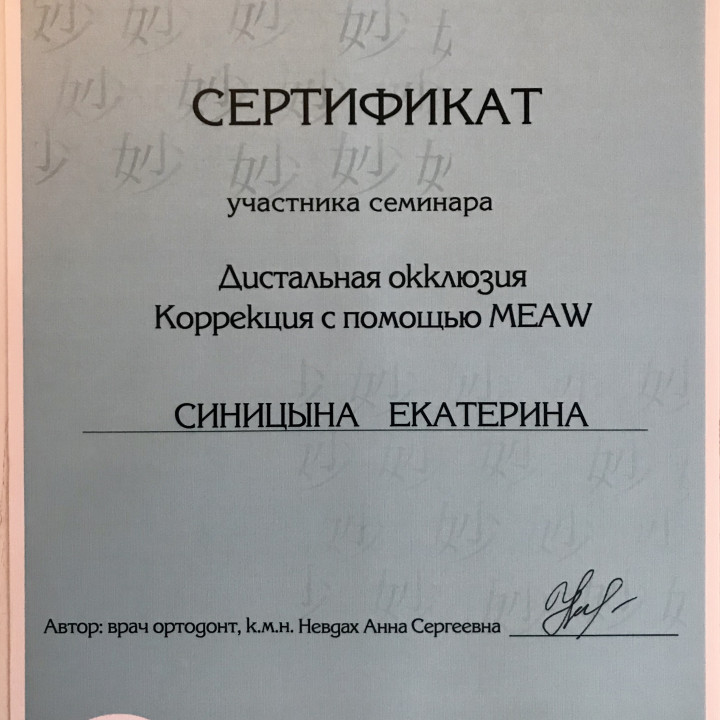 СЕРТИФИКАТ
участника семинара
Дистальная окклюзия
Коррекция с помощью MEAW
СИНИЦЫНА ЕКАТЕРИНА
Автор: врач ортодонт, к.м.н. Невдах Анна Сергеевна